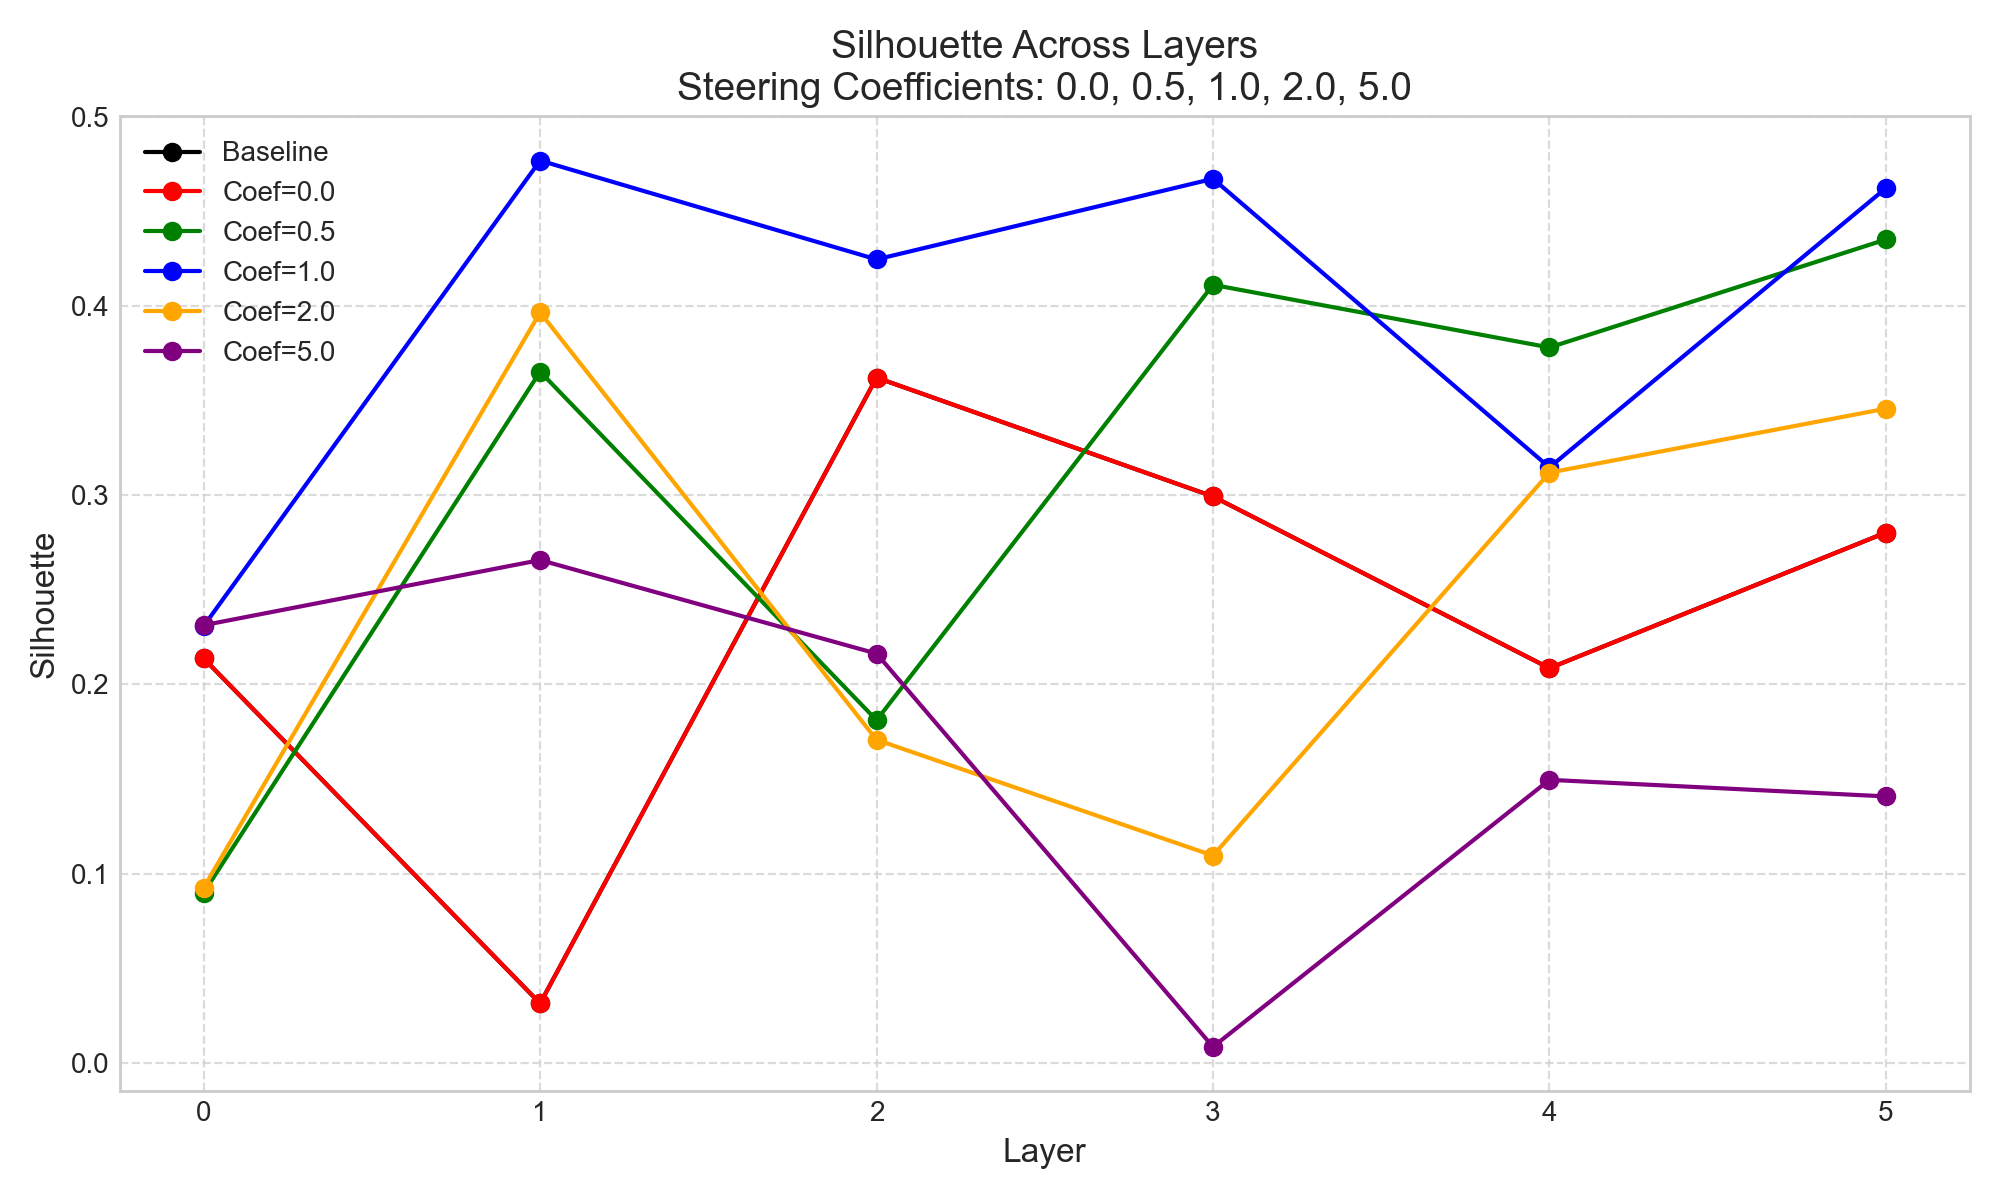 Silhouette Across Layers
Steering Coefficients: 0.0, 0.5, 1.0, 2.0, 5.0
Baseline
Coef=0.0
Coef=0.5
Coef=1.0
Coef=2.0
Coef=5.0
Silhouette
0.5
0.4
0.3
0.2
0.1
0.0
0 1 2 3 4 5
Layer